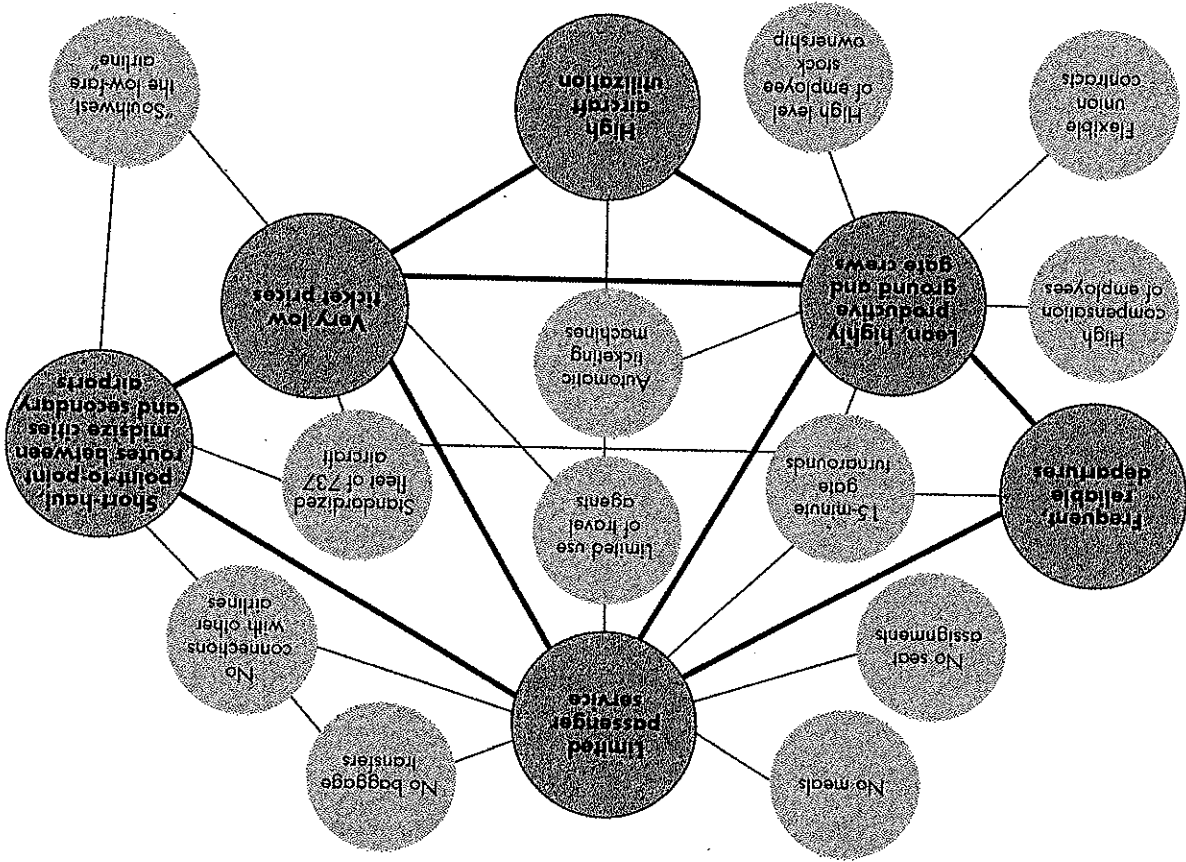 Limited
passenger
service
No meals
No baggage
transfers
No seat
assignments
No
connections
with other
airlines
Frequent,
reliable
departures
15-minute
gate
turnarounds
Limited use
of travel
agents
Standardized
fleet of 737
aircraft
Short-haul,
point-to-point
routes between
midsize cities
and secondary
airports
High
compensation
of employees
Lean, highly
productive
ground and
gate crews
Automatic
ticketing
machines
Very low
ticket prices
Flexible
union
contracts
High level
of employee
stock
ownership
High
aircraft
utilization
"Southwest,
the low-fare
airline"